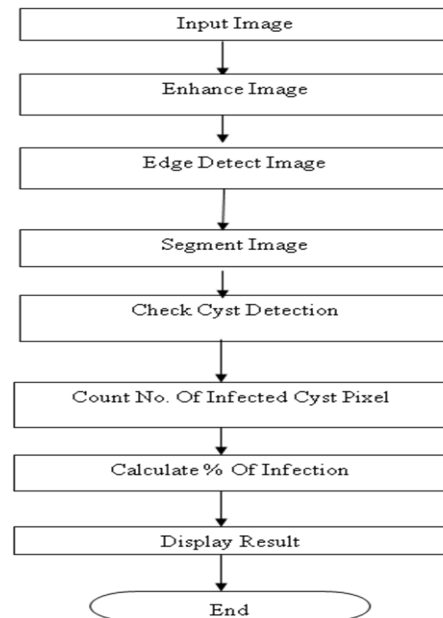 Input Image
Enhance Image
Edge Detect Image
Segment Image
Check Cyst Detection
Count No. Of Infected Cyst Pixel
Calculate % Of Infection
Display Result
End